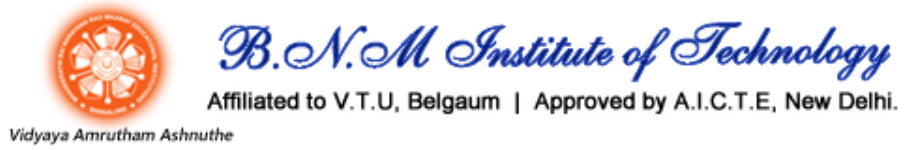 B.N.M Institute of Technology
Affiliated to V.T.U, Belgaum | Approved by A.I.C.T.E, New Delhi.
Vidyaya Amrutham Ashnuthe